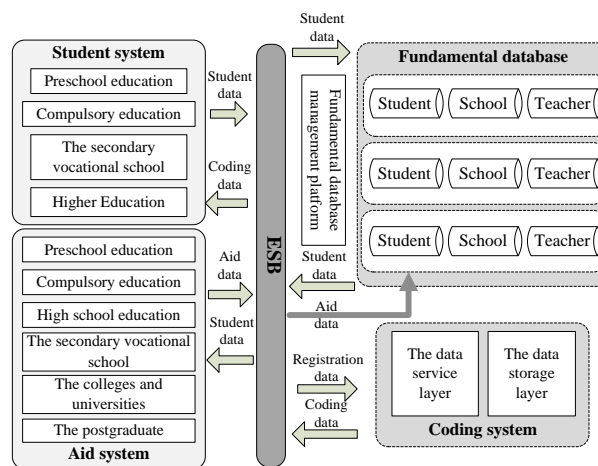 Student system
Preschool education
Compulsory education
The secondary
vocational school
Higher Education
Preschool education
Compulsory education
High school education
The secondary vocational
school
The colleges and
universities
The postgraduate
Aid system
Student
data
Coding
data
Aid
data
Student
data
ESB
Student
data
Fundamental database
management platform
Student
data
Aid
data
Registration
data
Coding
data
Fundamental database
Student School Teacher
Student School Teacher
Student School Teacher
The data
service
layer
The data
storage
layer
Coding system